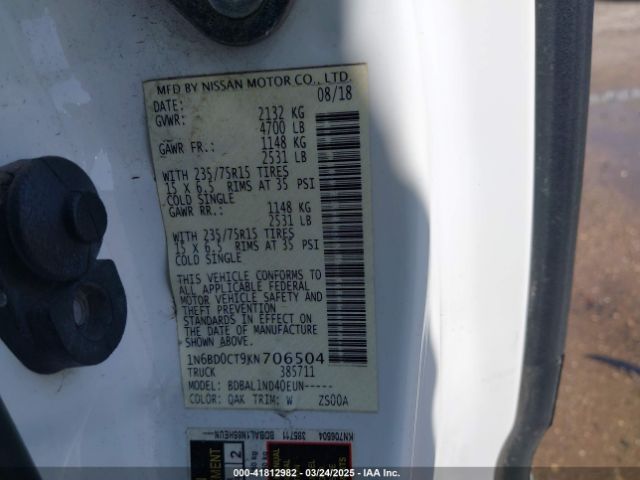 MFD BY NISSAN MOTOR CO., LTD.
DATE: 08/18
GVWR: 2132 KG
4700 LB
GAWR FR.: 1148 KG
2531 LB
WITH 235/75R15 TIRES
15 X 6.5 RIMS AT 35 PSI
COLD SINGLE
GAWR RR.: 1148 KG
2531 LB
WITH 235/75R15 TIRES
15 X 6.5 RIMS AT 35 PSI
COLD SINGLE
THIS VEHICLE CONFORMS TO
ALL APPLICABLE FEDERAL
MOTOR VEHICLE SAFETY AND
THEFT PREVENTION
STANDARDS IN EFFECT ON
THE DATE OF MANUFACTURE
SHOWN ABOVE.
1N6BD0CT9KN706504
TRUCK 385711
MODEL: BDBAL1ND40EUN-----
COLOR: QAK TRIM: W ZS00A
KN706504
385711
2
000-41812982 - 03/24/2025 - IAA Inc.